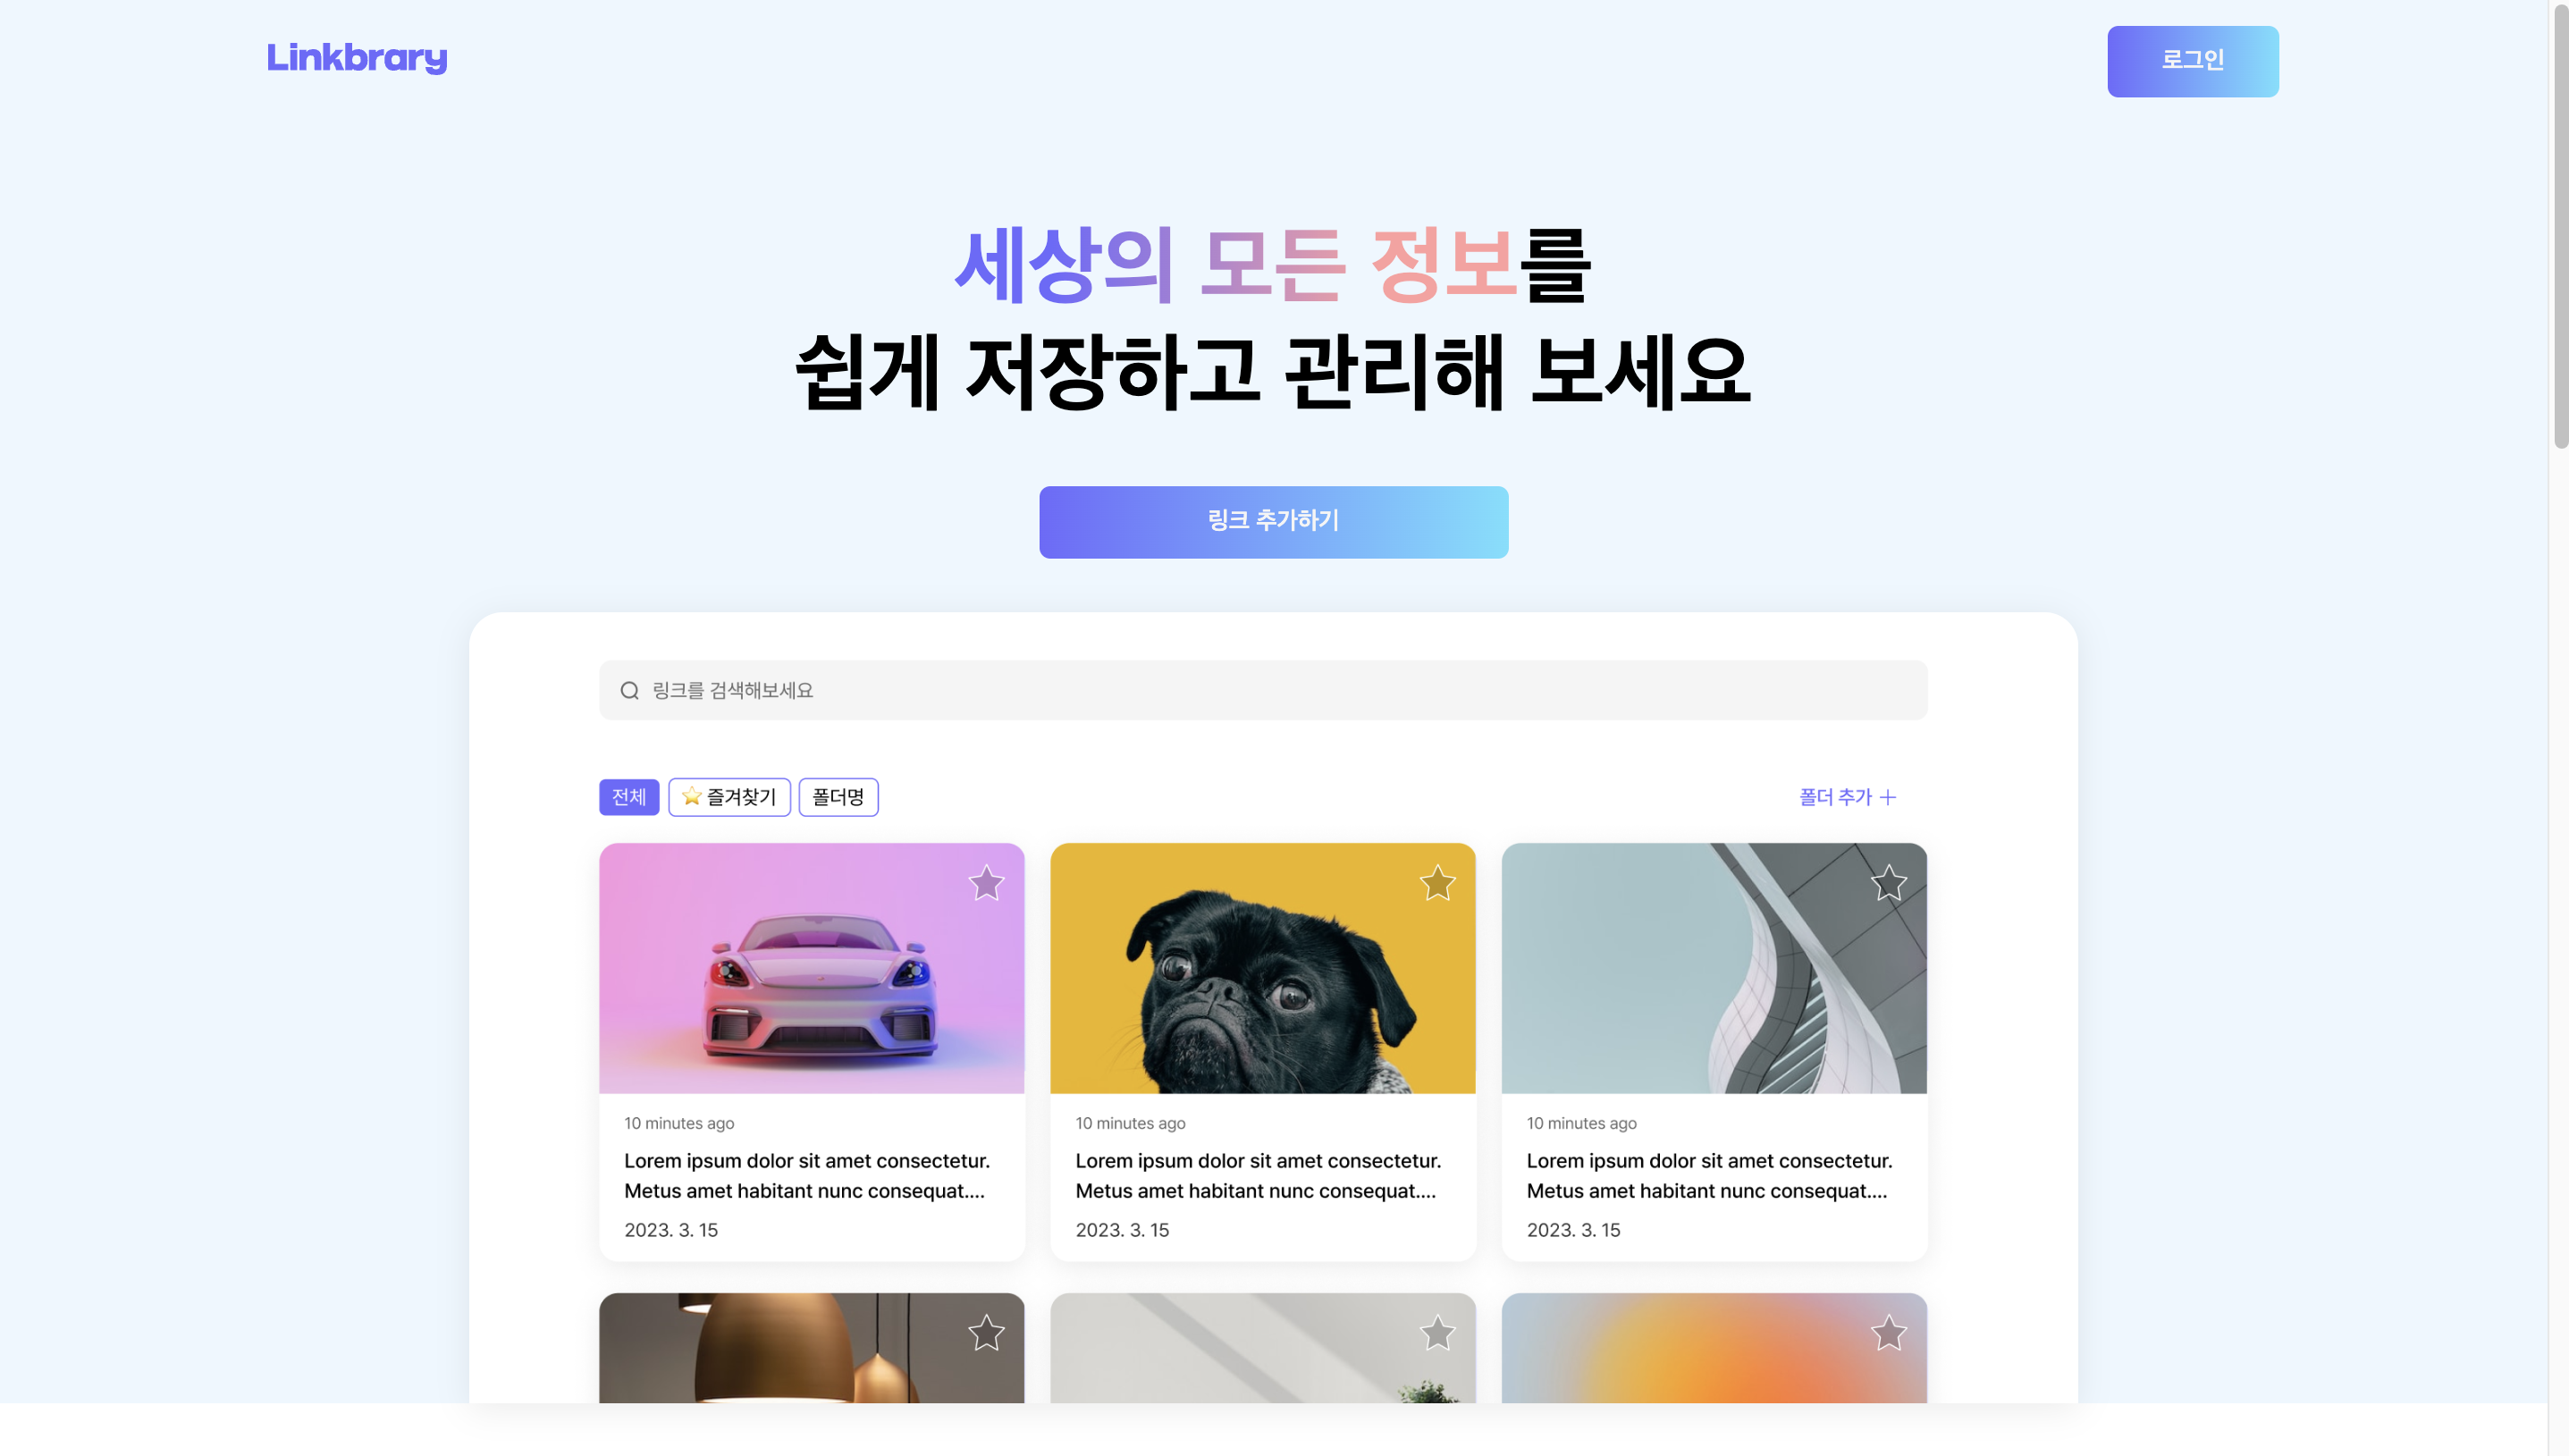 Linkbrary
로그인
세상의 모든 정보를
쉽게 저장하고 관리해 보세요
링크 추가하기
링크를 검색해보세요
전체
즐겨찾기
폴더명
폴더 추가
10 minutes ago
Lorem ipsum dolor sit amet consectetur.
Metus amet habitant nunc consequat....
2023. 3. 15
10 minutes ago
Lorem ipsum dolor sit amet consectetur.
Metus amet habitant nunc consequat....
2023. 3. 15
10 minutes ago
Lorem ipsum dolor sit amet consectetur.
Metus amet habitant nunc consequat....
2023. 3. 15